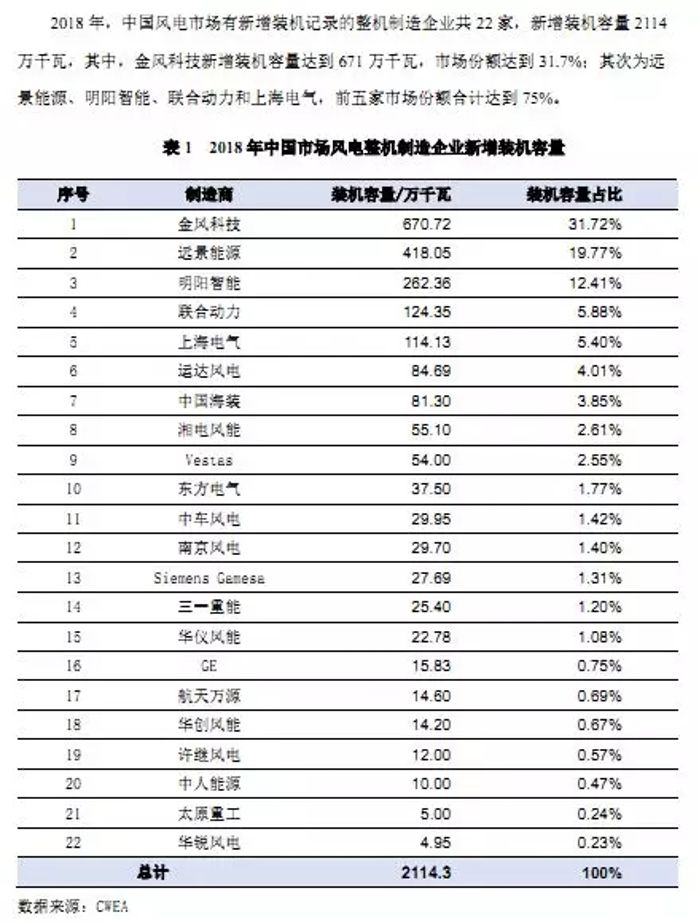 2018 年，中国风电市场有新增装机记录的整机制造企业共 22 家，新增装机容量 2114
万千瓦，其中，金风科技新增装机容量达到 671 万千瓦，市场份额达到 31.7%；其次为远
景能源、明阳智能、联合动力和上海电气，前五家市场份额合计达到 75%。
表 1 2018 年中国市场风电整机制造企业新增装机容量
序号 制造商 装机容量/万千瓦 装机容量占比
1 金风科技 670.72 31.72%
2 远景能源 418.05 19.77%
3 明阳智能 262.36 12.41%
4 联合动力 124.35 5.88%
5 上海电气 114.13 5.40%
6 运达风电 84.69 4.01%
7 中国海装 81.30 3.85%
8 湘电风能 55.10 2.61%
9 Vestas 54.00 2.55%
10 东方电气 37.50 1.77%
11 中车风电 29.95 1.42%
12 南京风电 29.70 1.40%
13 Siemens Gamesa 27.69 1.31%
14 三一重能 25.40 1.20%
15 华仪风能 22.78 1.08%
16 GE 15.83 0.75%
17 航天万源 14.60 0.69%
18 华创风能 14.20 0.67%
19 许继风电 12.00 0.57%
20 中人能源 10.00 0.47%
21 太原重工 5.00 0.24%
22 华锐风电 4.95 0.23%
总计 2114.3 100%
数据来源：CWEA